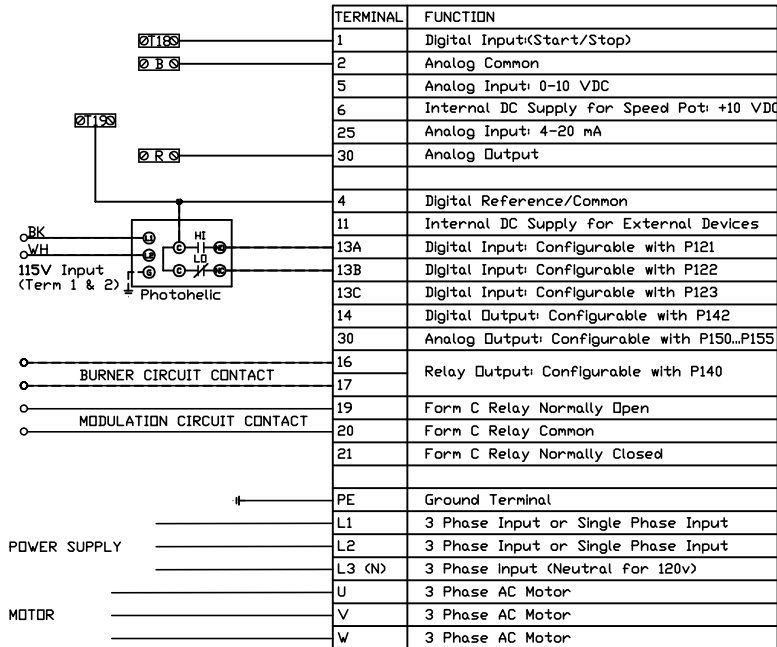 TERMINAL FUNCTION
T18 1 Digital Input:(Start/Stop)
B 2 Analog Common
5 Analog Input: 0-10 VDC
6 Internal DC Supply for Speed Pot: +10 VDC
T19
25 Analog Input: 4-20 mA
R 30 Analog Output
4 Digital Reference/Common
11 Internal DC Supply for External Devices
BK L1 HI
WH L2 C NO 13A Digital Input: Configurable with P121
LO
115V Input G C NC 13B Digital Input: Configurable with P122
(Term 1 & 2) Photohelic 13C Digital Input: Configurable with P123
14 Digital Output: Configurable with P142
30 Analog Output: Configurable with P150...P155
16
BURNER CIRCUIT CONTACT Relay Output: Configurable with P140
17
19 Form C Relay Normally Open
MODULATION CIRCUIT CONTACT
20 Form C Relay Common
21 Form C Relay Normally Closed
PE Ground Terminal
L1 3 Phase Input or Single Phase Input
POWER SUPPLY L2 3 Phase Input or Single Phase Input
L3 (N) 3 Phase input (Neutral for 120v)
U 3 Phase AC Motor
MOTOR V 3 Phase AC Motor
W 3 Phase AC Motor